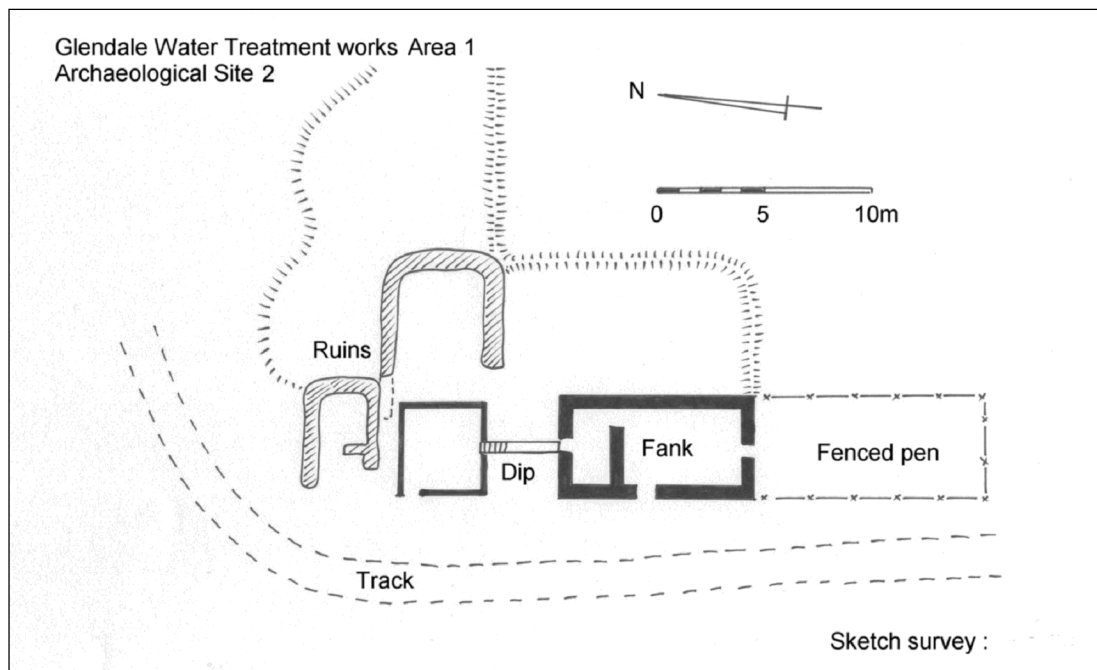 Glendale Water Treatment works Area 1
Archaeological Site 2
N
0 5 10m
Ruins
Dip
Fank
Fenced pen
Track
Sketch survey :